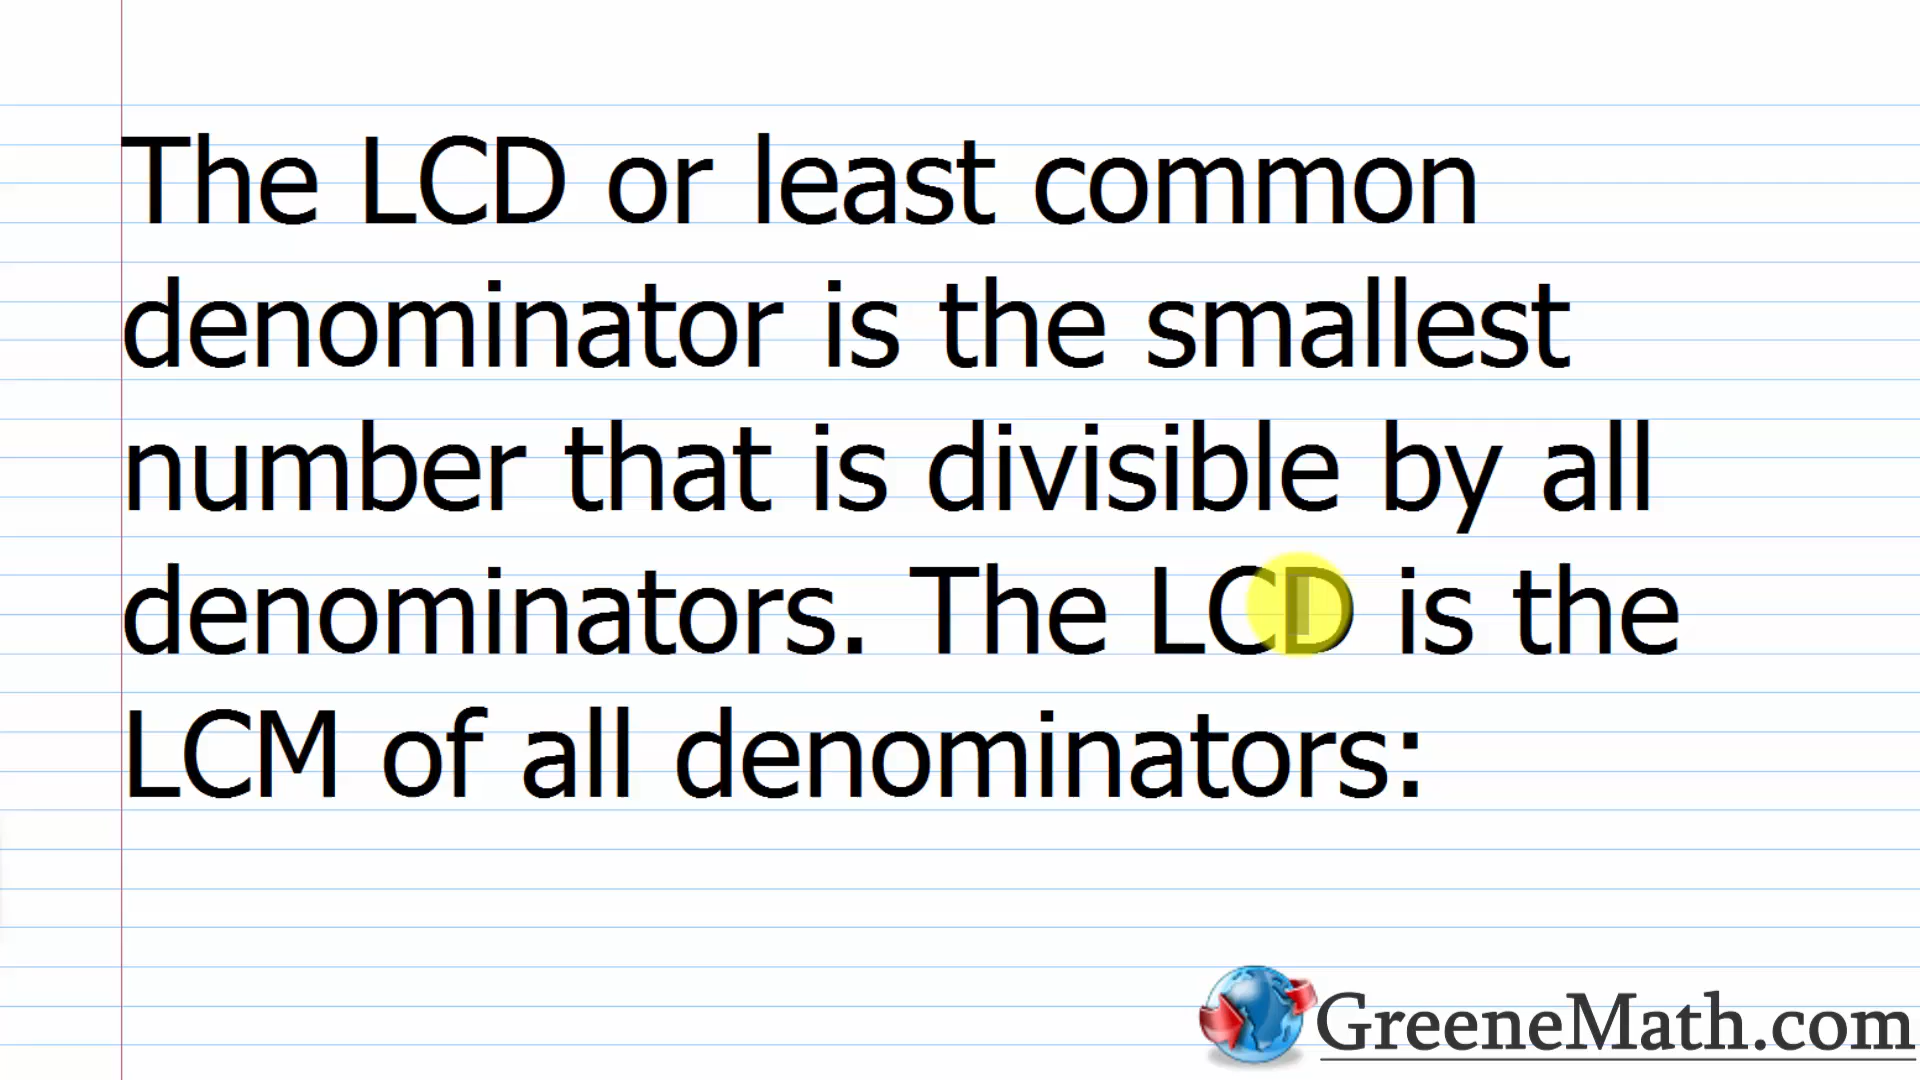 The LCD or least common
denominator is the smallest
number that is divisible by all
denominators. The LCD is the
LCM of all denominators:
GreeneMath.com